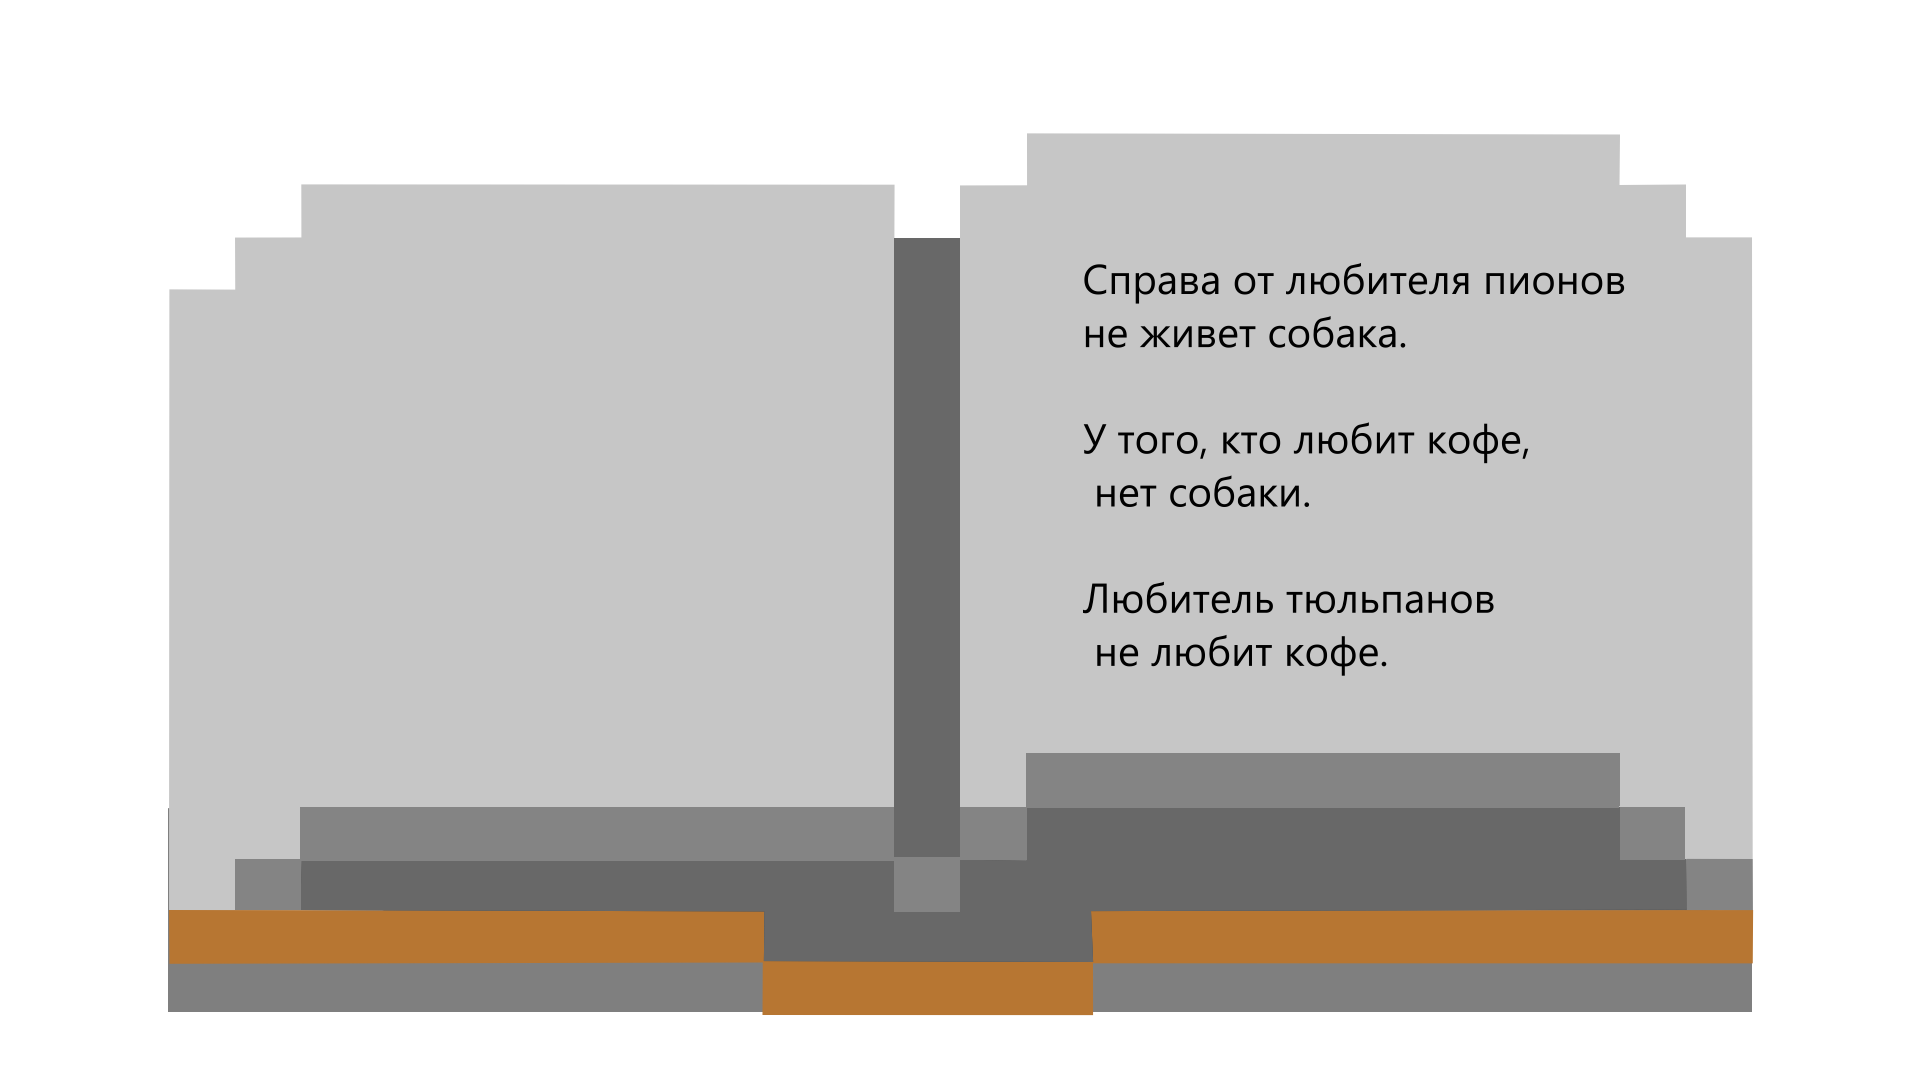 Справа от любителя пионов
не живет собака.
У того, кто любит кофе,
нет собаки.
Любитель тюльпанов
не любит кофе.